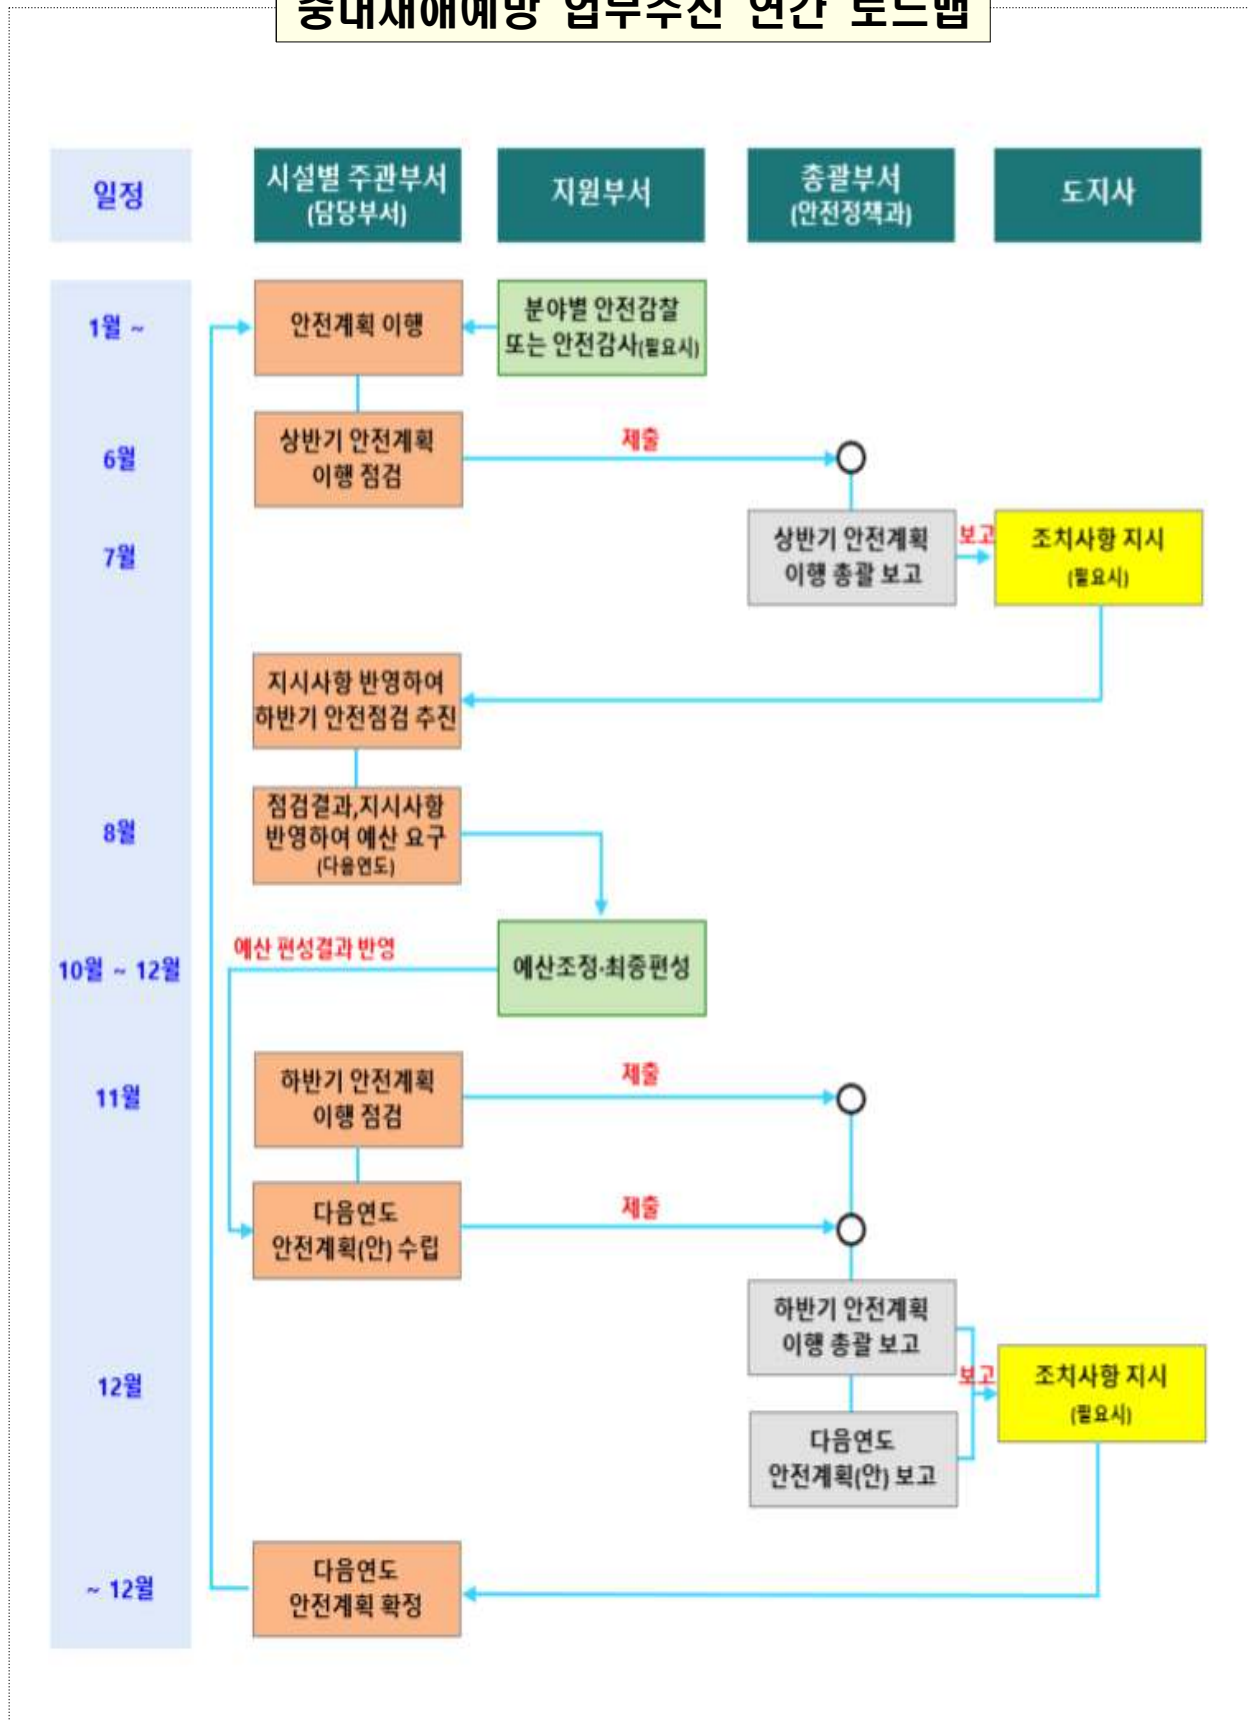 중대재해예방 업무추진 연간 로드맵
일정
시설별 주관부서
(담당부서)
지원부서
총괄부서
(안전정책과)
도지사
1월 ~
안전계획 이행
분야별 안전감찰
또는 안전감사(필요시)
6월
상반기 안전계획
이행 점검
제출
7월
상반기 안전계획
이행 총괄 보고
보고
조치사항 지시
(필요시)
지시사항 반영하여
하반기 안전점검 추진
8월
점검결과,지시사항
반영하여 예산 요구
(다음연도)
예산 편성결과 반영
10월 ~ 12월
예산조정·최종편성
11월
하반기 안전계획
이행 점검
제출
다음연도
안전계획(안) 수립
제출
하반기 안전계획
이행 총괄 보고
12월
보고
조치사항 지시
(필요시)
다음연도
안전계획(안) 보고
~ 12월
다음연도
안전계획 확정